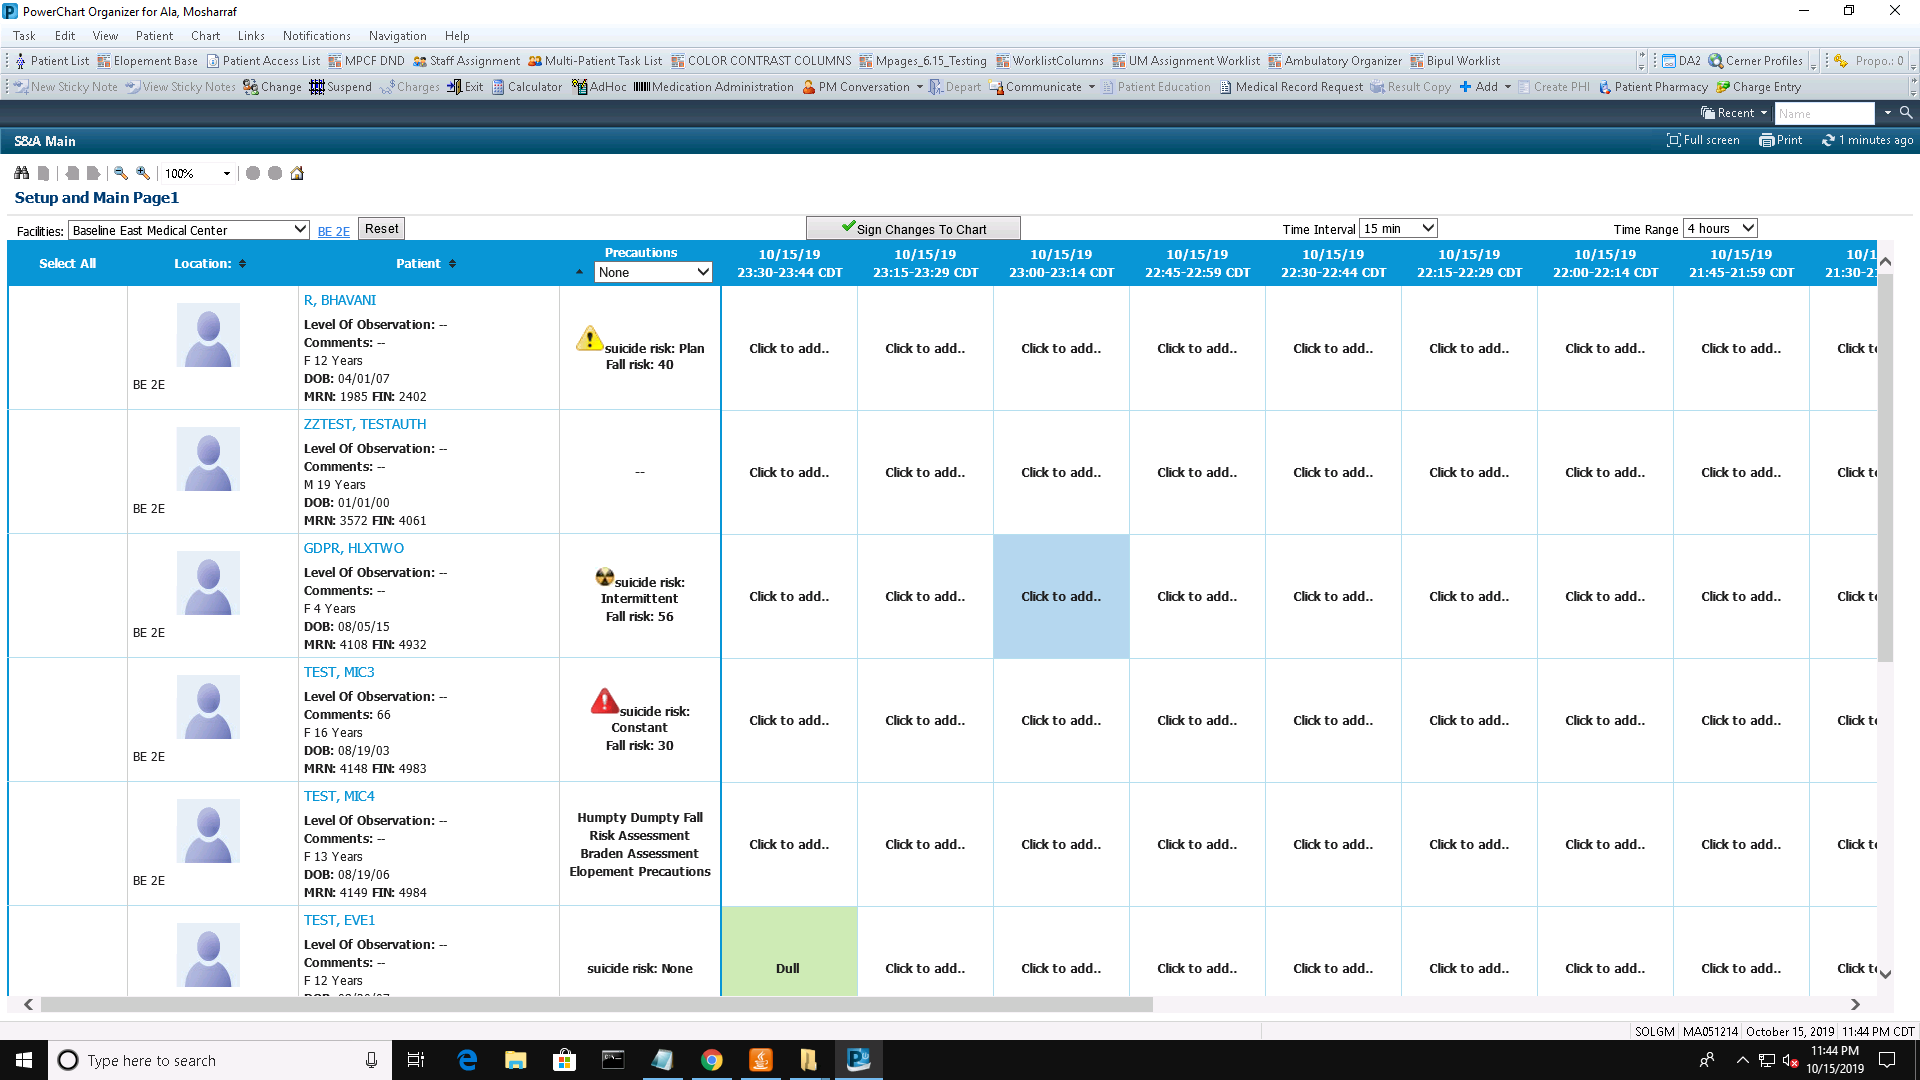 PowerChart Organizer for Ala, Mosharraf
Task Edit View Patient Chart Links Notifications Navigation Help
Patient List Elopement Base Patient Access List MPCF DND Staff Assignment Multi-Patient Task List COLOR CONTRAST COLUMNS Mpages_6.15_Testing WorklistColumns UM Assignment Worklist Ambulatory Organizer Bipul Worklist DA2 Cerner Profiles Propo.: 0
New Sticky Note View Sticky Notes Change Suspend Charges Exit Calculator AdHoc Medication Administration PM Conversation Depart Communicate Patient Education Medical Record Request Result Copy Add Create PHI Patient Pharmacy Charge Entry
Recent Name
S&A Main Full screen Print 1 minutes ago
100%
Setup and Main Page1
Facilities: Baseline East Medical Center BE 2E Reset Sign Changes To Chart Time Interval 15 min Time Range 4 hours
Select All Location: Patient Precautions None
10/15/19 10/15/19 10/15/19 10/15/19 10/15/19 10/15/19 10/15/19 10/15/19 10/1
23:30-23:44 CDT 23:15-23:29 CDT 23:00-23:14 CDT 22:45-22:59 CDT 22:30-22:44 CDT 22:15-22:29 CDT 22:00-22:14 CDT 21:45-21:59 CDT 21:30-2
R, BHAVANI
Level Of Observation: --
Comments: --
F 12 Years
DOB: 04/01/07
MRN: 1985 FIN: 2402
BE 2E
suicide risk: Plan
Fall risk: 40
Click to add.. Click to add.. Click to add.. Click to add.. Click to add.. Click to add.. Click to add.. Click to add.. Click t
ZZTEST, TESTAUTH
Level Of Observation: --
Comments: --
M 19 Years
DOB: 01/01/00
MRN: 3572 FIN: 4061
BE 2E
--
Click to add.. Click to add.. Click to add.. Click to add.. Click to add.. Click to add.. Click to add.. Click to add.. Click t
GDPR, HLXTWO
Level Of Observation: --
Comments: --
F 4 Years
DOB: 08/05/15
MRN: 4108 FIN: 4932
BE 2E
suicide risk:
Intermittent
Fall risk: 56
Click to add.. Click to add.. Click to add.. Click to add.. Click to add.. Click to add.. Click to add.. Click to add.. Click t
TEST, MIC3
Level Of Observation: --
Comments: 66
F 16 Years
DOB: 08/19/03
MRN: 4148 FIN: 4983
BE 2E
suicide risk:
Constant
Fall risk: 30
Click to add.. Click to add.. Click to add.. Click to add.. Click to add.. Click to add.. Click to add.. Click to add.. Click t
TEST, MIC4
Level Of Observation: --
Comments: --
F 13 Years
DOB: 08/19/06
MRN: 4149 FIN: 4984
BE 2E
Humpty Dumpty Fall
Risk Assessment
Braden Assessment
Elopement Precautions
Click to add.. Click to add.. Click to add.. Click to add.. Click to add.. Click to add.. Click to add.. Click to add.. Click t
TEST, EVE1
Level Of Observation: --
Comments: --
F 12 Years
suicide risk: None
Dull Click to add.. Click to add.. Click to add.. Click to add.. Click to add.. Click to add.. Click to add.. Click t
SOLGM MA051214 October 15, 2019 11:44 PM CDT
Type here to search
11:44 PM
10/15/2019